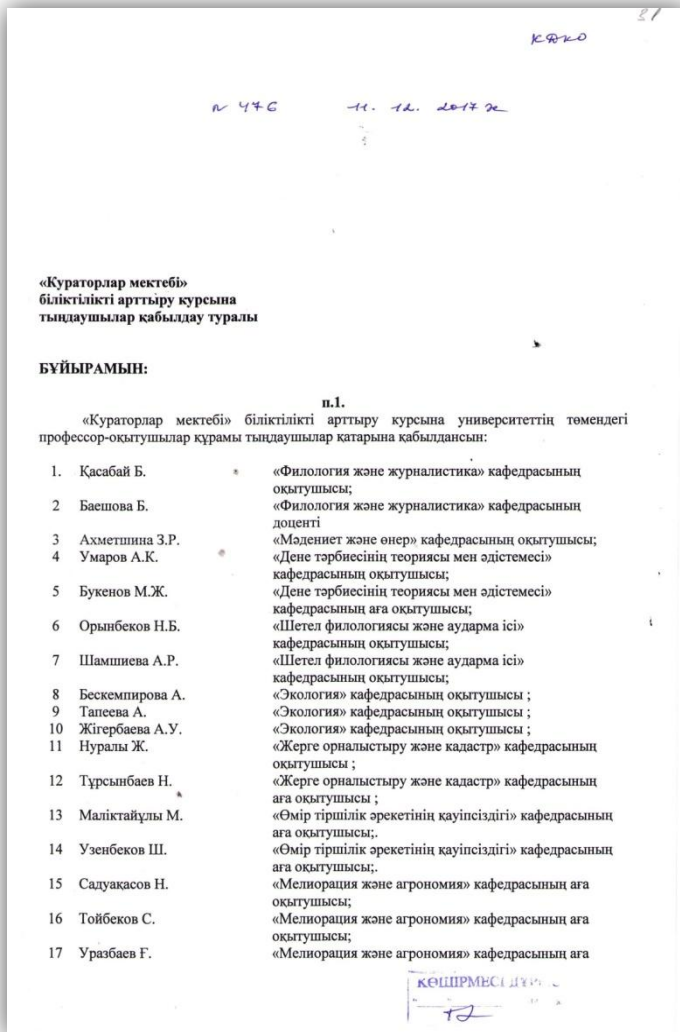 81
№ 476 11. 12. 2017 ж
«Кураторлар мектебі»
біліктілікті арттыру курсына
тыңдаушылар қабылдау туралы
БҰЙЫРАМЫН:
п.1.
«Кураторлар мектебі» біліктілікті арттыру курсына университеттің төмендегі
профессор-оқытушылар құрамы тыңдаушылар қатарына қабылдансын:
1. Қасабай Б. «Филология және журналистика» кафедрасының
оқытушысы;
2 Баешова Б. «Филология және журналистика» кафедрасының
доценті
3 Ахметшина З.Р. «Мәдениет және өнер» кафедрасының оқытушысы;
4 Умаров А.К. «Дене тәрбиесінің теориясы мен әдістемесі»
кафедрасының оқытушысы;
5 Букенов М.Ж. «Дене тәрбиесінің теориясы мен әдістемесі»
кафедрасының аға оқытушысы;
6 Орынбеков Н.Б. «Шетел филологиясы және аударма ісі»
кафедрасының оқытушысы;
7 Шамшиева А.Р. «Шетел филологиясы және аударма ісі»
кафедрасының оқытушысы;
8 Бескемпирова А. «Экология» кафедрасының оқытушысы ;
9 Тапеева А. «Экология» кафедрасының оқытушысы ;
10 Жігербаева А.У. «Экология» кафедрасының оқытушысы ;
11 Нуралы Ж. «Жерге орналыстыру және кадастр» кафедрасының
оқытушысы ;
12 Тұрсынбаев Н. «Жерге орналыстыру және кадастр» кафедрасының
аға оқытушысы ;
13 Маліктайұлы М. «Өмір тіршілік әрекетінің қауіпсіздігі» кафедрасының
аға оқытушысы;.
14 Узенбеков Ш. «Өмір тіршілік әрекетінің қауіпсіздігі» кафедрасының
аға оқытушысы;.
15 Садуақасов Н. «Мелиорация және агрономия» кафедрасының аға
оқытушысы;
16 Тойбеков С. «Мелиорация және агрономия» кафедрасының аға
оқытушысы;
17 Уразбаев Ғ. «Мелиорация және агрономия» кафедрасының аға
КӨШІРМЕСІ